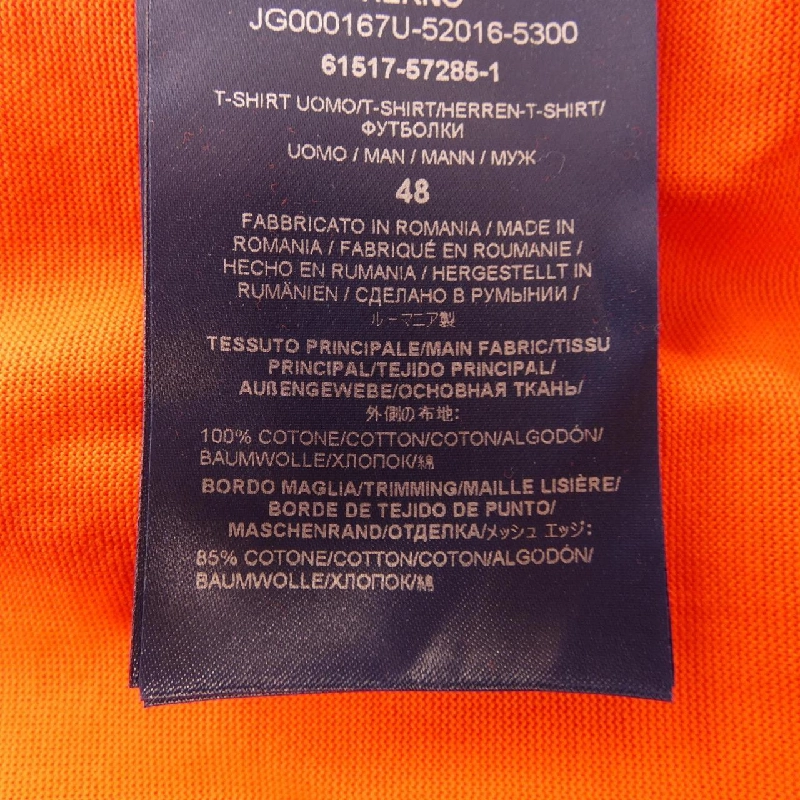 HERNO
JG000167U-52016-5300
61517-57285-1
T-SHIRT UOMO/T-SHIRT/HERREN-T-SHIRT/
ФУТБОЛКИ
UOMO / MAN / MANN / МУЖ
48
FABBRICATO IN ROMANIA / MADE IN
ROMANIA / FABRIQUÉ EN ROUMANIE /
HECHO EN RUMANIA / HERGESTELLT IN
RUMÄNIEN / СДЕЛАНО В РУМЫНИИ /
ルーマニア製
TESSUTO PRINCIPALE/MAIN FABRIC/TISSU
PRINCIPAL/TEJIDO PRINCIPAL/
AUßENGEWEBE/ОСНОВНАЯ ТКАНЬ/
外側の布地:
100% COTONE/COTTON/COTON/ALGODÓN/
BAUMWOLLE/ХЛОПОК/綿
BORDO MAGLIA/TRIMMING/MAILLE LISIÈRE/
BORDE DE TEJIDO DE PUNTO/
MASCHENRAND/ОТДЕЛКА/メッシュ エッジ:
85% COTONE/COTTON/COTON/ALGODÓN/
BAUMWOLLE/ХЛОПОК/綿